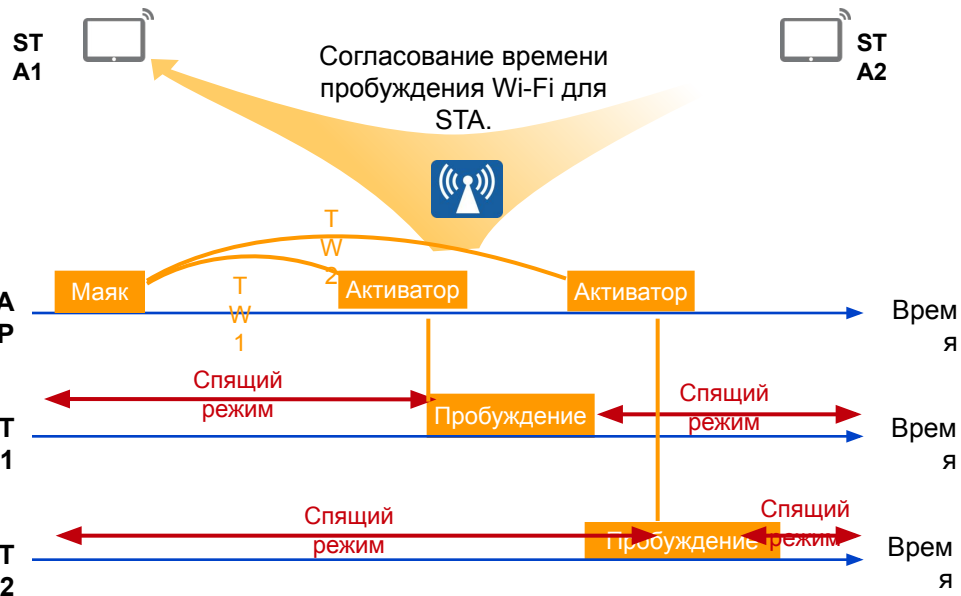 ST
A1
Согласование времени
пробуждения Wi-Fi для
STA.
ST
A2
T
W
2
Маяк
T
W
1
Активатор
Активатор
A
P
Врем
я
Спящий
режим
Пробуждение
Спящий
режим
T
1
Врем
я
Спящий
режим
Пробуждение
Спящий
режим
T
2
Врем
я